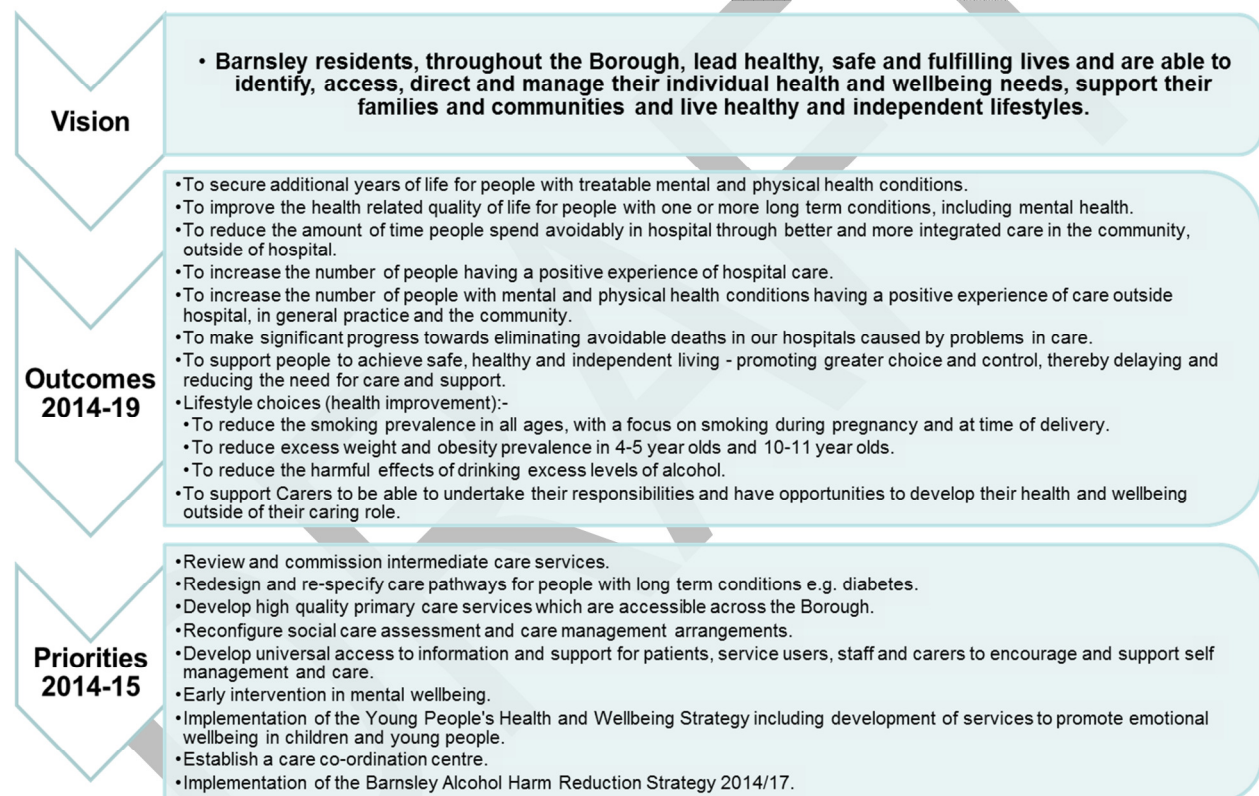 Vision
• Barnsley residents, throughout the Borough, lead healthy, safe and fulfilling lives and are able to
identify, access, direct and manage their individual health and wellbeing needs, support their
families and communities and live healthy and independent lifestyles.
Outcomes
2014-19
•To secure additional years of life for people with treatable mental and physical health conditions.
•To improve the health related quality of life for people with one or more long term conditions, including mental health.
•To reduce the amount of time people spend avoidably in hospital through better and more integrated care in the community,
outside of hospital.
•To increase the number of people having a positive experience of hospital care.
•To increase the number of people with mental and physical health conditions having a positive experience of care outside
hospital, in general practice and the community.
•To make significant progress towards eliminating avoidable deaths in our hospitals caused by problems in care.
•To support people to achieve safe, healthy and independent living - promoting greater choice and control, thereby delaying and
reducing the need for care and support.
•Lifestyle choices (health improvement):-
•To reduce the smoking prevalence in all ages, with a focus on smoking during pregnancy and at time of delivery.
•To reduce excess weight and obesity prevalence in 4-5 year olds and 10-11 year olds.
•To reduce the harmful effects of drinking excess levels of alcohol.
•To support Carers to be able to undertake their responsibilities and have opportunities to develop their health and wellbeing
outside of their caring role.
Priorities
2014-15
•Review and commission intermediate care services.
•Redesign and re-specify care pathways for people with long term conditions e.g. diabetes.
•Develop high quality primary care services which are accessible across the Borough.
•Reconfigure social care assessment and care management arrangements.
•Develop universal access to information and support for patients, service users, staff and carers to encourage and support self
management and care.
•Early intervention in mental wellbeing.
•Implementation of the Young People's Health and Wellbeing Strategy including development of services to promote emotional
wellbeing in children and young people.
•Establish a care co-ordination centre.
•Implementation of the Barnsley Alcohol Harm Reduction Strategy 2014/17.